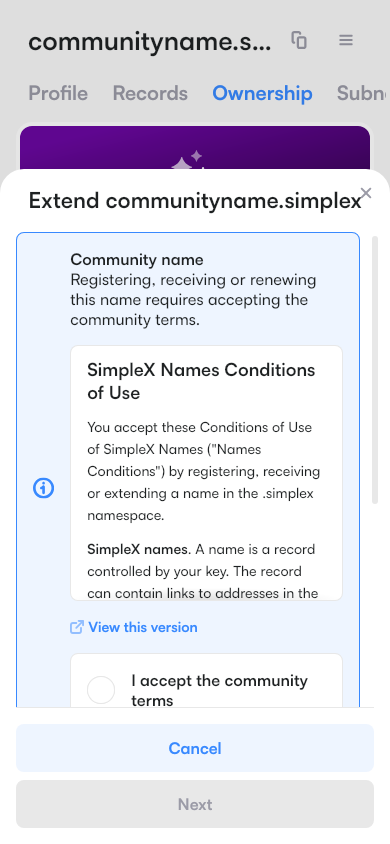 communityname.s...
Profile
Records
Ownership
Subn
Extend communityname.simplex
Community name
Registering, receiving or renewing
this name requires accepting the
community terms.
SimpleX Names Conditions
of Use
You accept these Conditions of Use
of SimpleX Names ("Names
Conditions") by registering, receiving
or extending a name in the .simplex
namespace.
SimpleX names. A name is a record
controlled by your key. The record
can contain links to addresses in the
View this version
I accept the community
terms
Cancel
Next